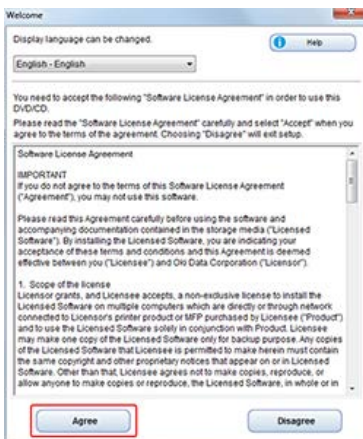 Welcome
Display language can be changed.
Help
English - English
You need to accept the following "Software License Agreement" in order to use this
DVD/CD.
Please read the "Software License Agreement" carefully and select "Accept" when you
agree to the terms of the agreement. Choosing "Disagree" will exit setup.
Software License Agreement
IMPORTANT
If you do not agree to the terms of this Software License Agreement
("Agreement"), you may not use this software.
Please read this Agreement carefully before using the software and
accompanying documentation contained in the storage media ("Licensed
Software"). By installing the Licensed Software, you are indicating your
acceptance of these terms and conditions and this Agreement is deemed
effective between you ("Licensee") and Oki Data Corporation ("Licensor").
1. Scope of the license
Licensor grants, and Licensee accepts, a non-exclusive license to install the
Licensed Software on multiple computers which are directly or through network
connected to Licensor's printer product or MFP purchased by Licensee ("Product")
and to use the Licensed Software solely in conjunction with Product. Licensee
may make one copy of the Licensed Software only for backup purpose. Any copies
of the Licensed Software that Licensee is permitted to make herein must contain
the same copyright and other proprietary notices that appear on or in Licensed
Software. Other than that, Licensee agrees not to make copies, reproduce, or
allow anyone to make copies or reproduce, the Licensed Software, in whole or in
Agree
Disagree